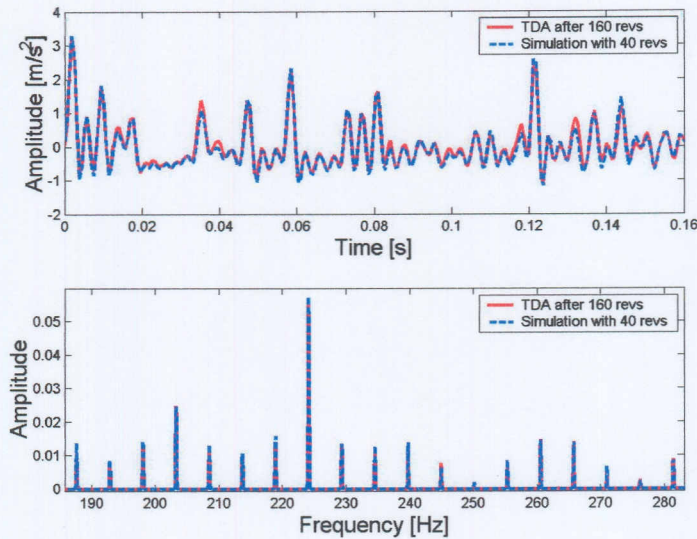 TDA after 160 revs
Simulation with 40 revs
Amplitude [m/s²]
4
3
2
1
0
-1
-2
0 0.02 0.04 0.06 0.08 0.1 0.12 0.14 0.16
Time [s]
TDA after 160 revs
Simulation with 40 revs
Amplitude
0.05
0.04
0.03
0.02
0.01
0
190 200 210 220 230 240 250 260 270 280
Frequency [Hz]